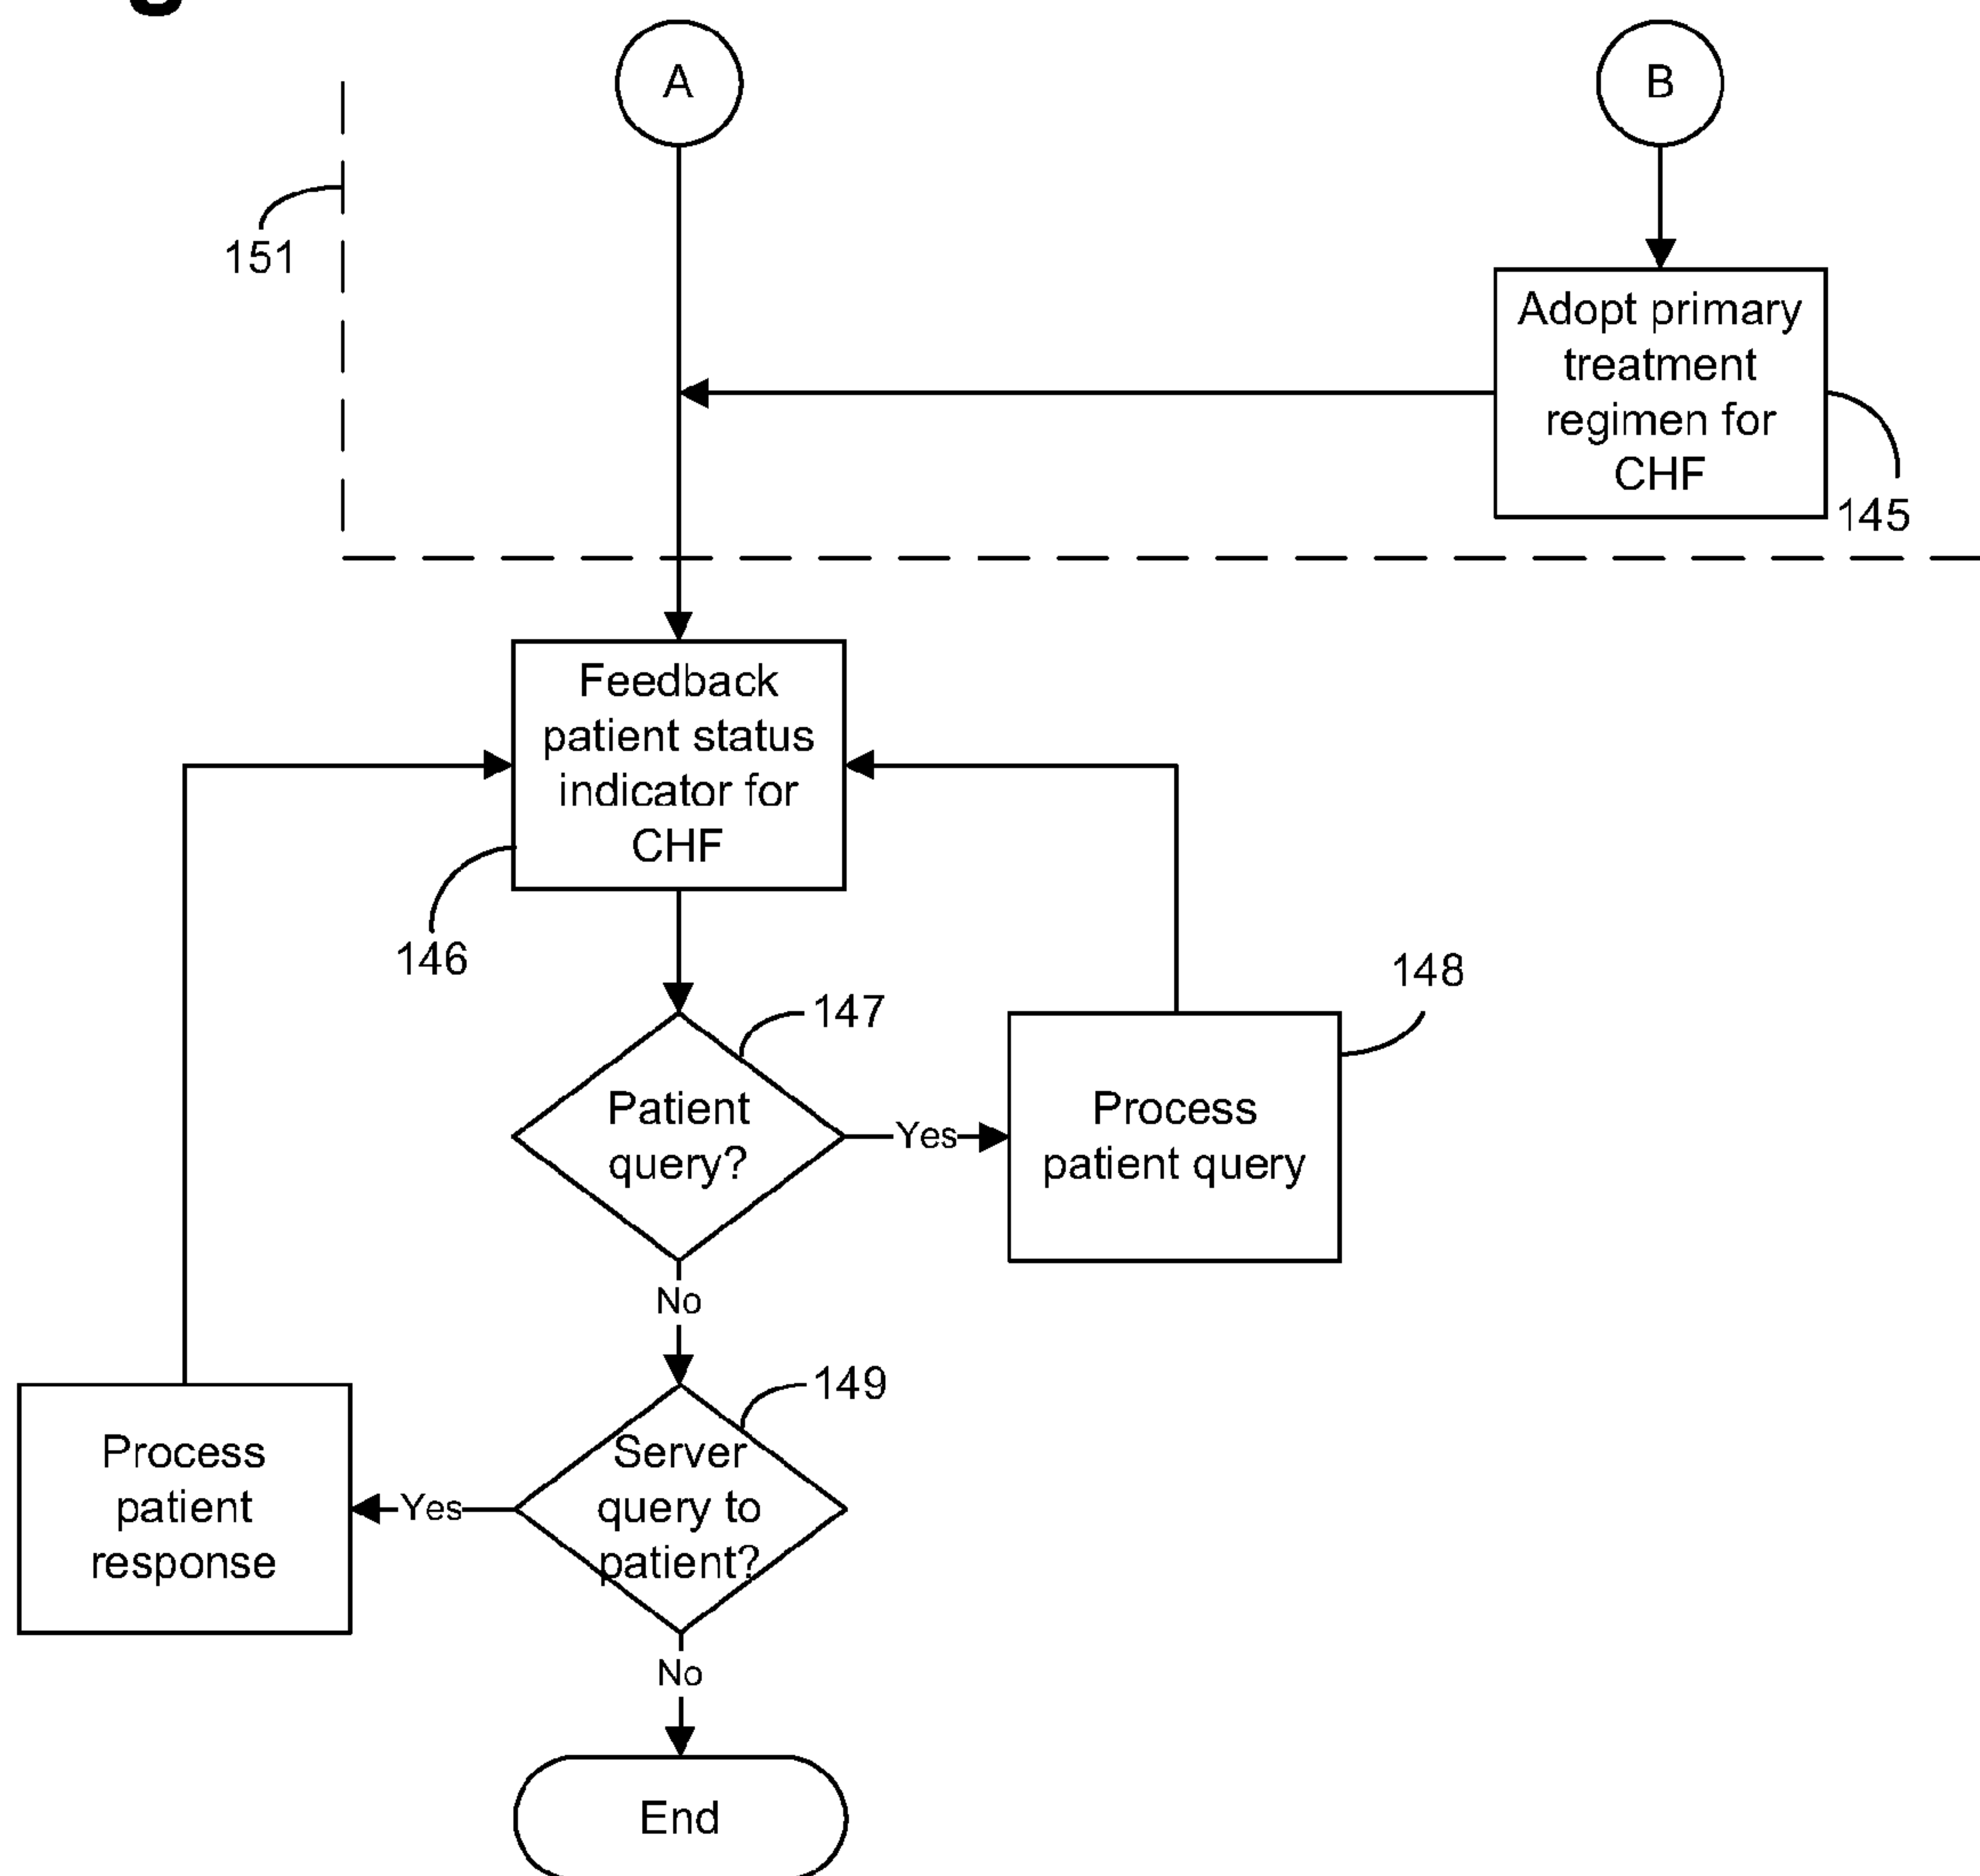 A
B
151
Adopt primary
treatment
regimen for
CHF
145
Feedback
patient status
indicator for
CHF
146
148
147
Patient
query?
Yes
Process
patient query
No
149
Process
patient
response
Yes
Server
query to
patient?
No
End